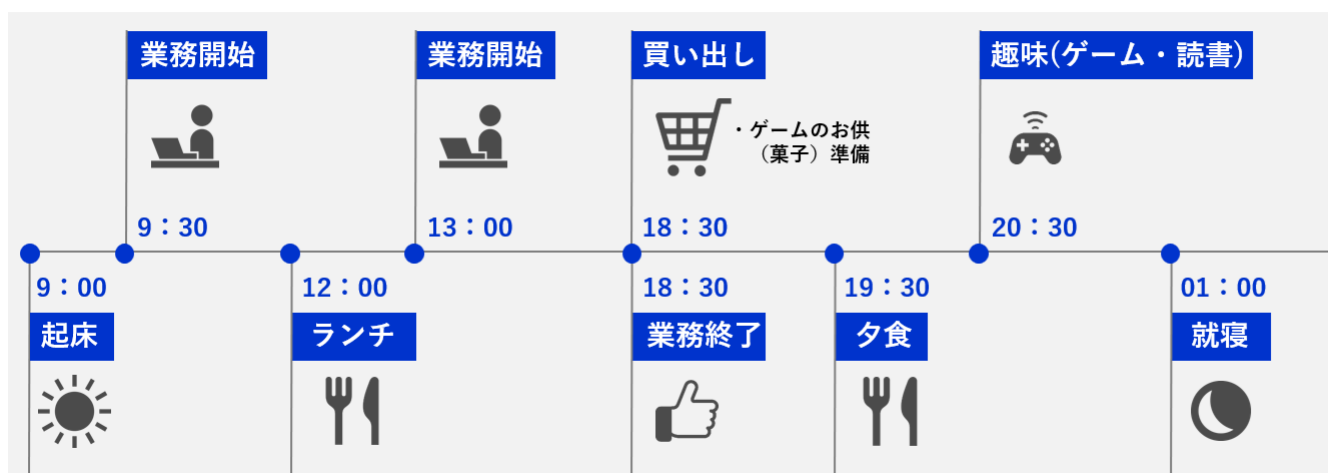 業務開始
業務開始
買い出し
趣味(ゲーム・読書)
・ゲームのお供
（菓子）準備
9：30
13：00
18：30
20：30
9：00
12：00
18：30
19：30
01：00
起床
ランチ
業務終了
夕食
就寝